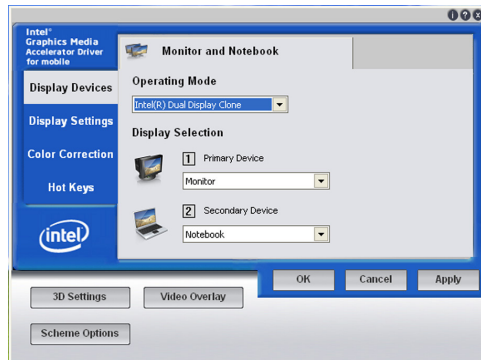 Intel®
Graphics Media
Accelerator Driver
for mobile
Monitor and Notebook
Display Devices
Display Settings
Color Correction
Hot Keys
intel
Operating Mode
Intel(R) Dual Display Clone
Display Selection
1 Primary Device
Monitor
2 Secondary Device
Notebook
OK Cancel Apply
3D Settings Video Overlay
Scheme Options